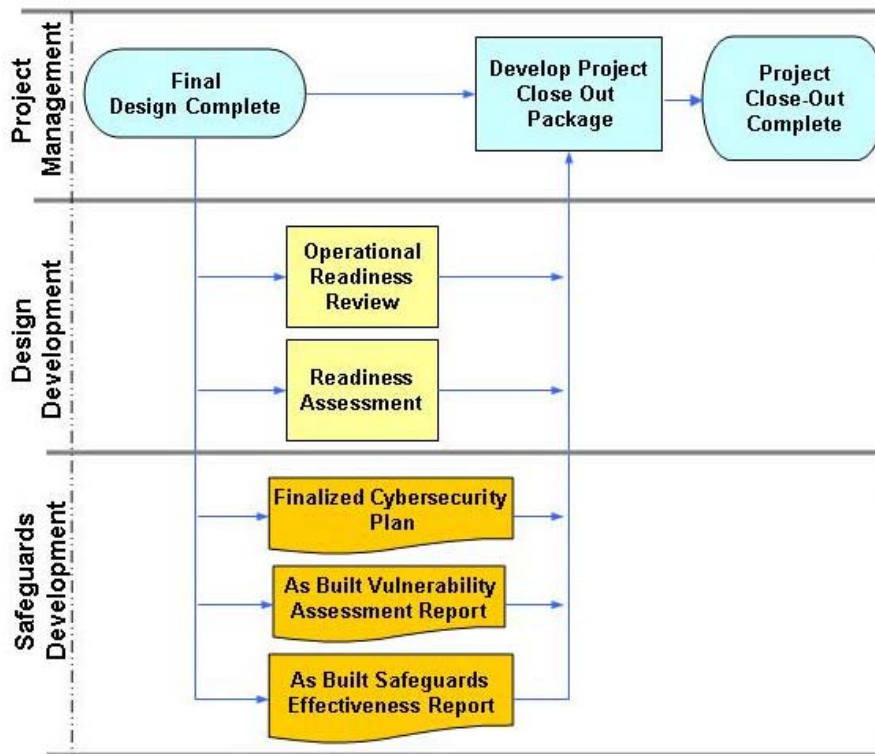 Project
Management
Final
Design Complete
Develop Project
Close Out
Package
Project
Close-Out
Complete
Design
Development
Operational
Readiness
Review
Readiness
Assessment
Safeguards
Development
Finalized Cybersecurity
Plan
As Built Vulnerability
Assessment Report
As Built Safeguards
Effectiveness Report